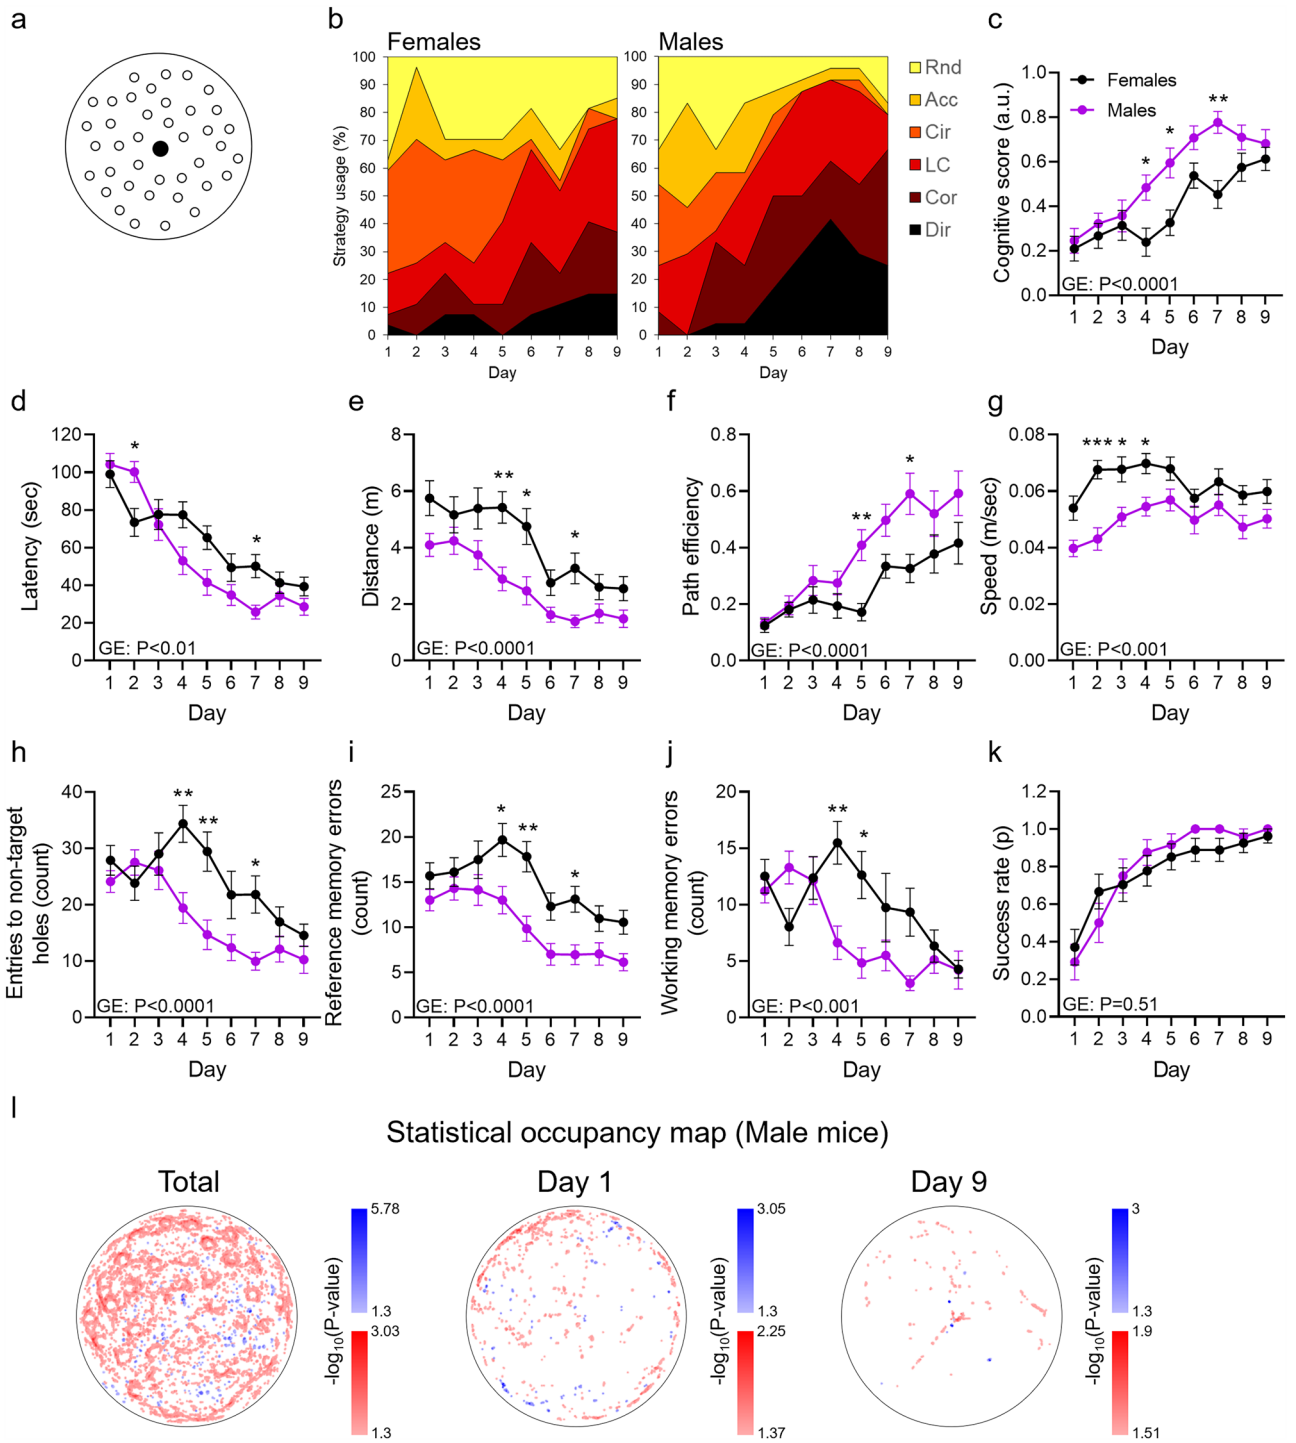 a
b
c
Females
Males
100
90
80
70
60
50
40
30
20
10
0
Strategy usage (%)
1 2 3 4 5 6 7 8 9
Day
100
90
80
70
60
50
40
30
20
10
0
1 2 3 4 5 6 7 8 9
Day
Rnd
Acc
Cir
LC
Cor
Dir
Cognitive score (a.u.)
1.0
0.8
0.6
0.4
0.2
0.0
Females
Males
* * **
GE: P<0.0001
1 2 3 4 5 6 7 8 9
Day
d
Latency (sec)
120
100
80
60
40
20
0
* *
GE: P<0.01
1 2 3 4 5 6 7 8 9
Day
e
Distance (m)
8
6
4
2
0
** * *
GE: P<0.0001
1 2 3 4 5 6 7 8 9
Day
f
Path efficiency
0.8
0.6
0.4
0.2
0.0
** *
GE: P<0.0001
1 2 3 4 5 6 7 8 9
Day
g
Speed (m/sec)
0.08
0.06
0.04
0.02
0.00
*** * *
GE: P<0.001
1 2 3 4 5 6 7 8 9
Day
h
Entries to non-target
holes (count)
40
30
20
10
0
** ** *
GE: P<0.0001
1 2 3 4 5 6 7 8 9
Day
i
Reference memory errors
(count)
25
20
15
10
5
0
* ** *
GE: P<0.0001
1 2 3 4 5 6 7 8 9
Day
j
Working memory errors
(count)
20
15
10
5
0
** *
GE: P<0.001
1 2 3 4 5 6 7 8 9
Day
k
Success rate (p)
1.2
1.0
0.8
0.6
0.4
0.2
0.0
GE: P=0.51
1 2 3 4 5 6 7 8 9
Day
l
Statistical occupancy map (Male mice)
Total
5.78
1.3
3.03
1.3
-log10(P-value)
Day 1
3.05
1.3
2.25
1.37
-log10(P-value)
Day 9
3
1.3
1.9
1.51
-log10(P-value)